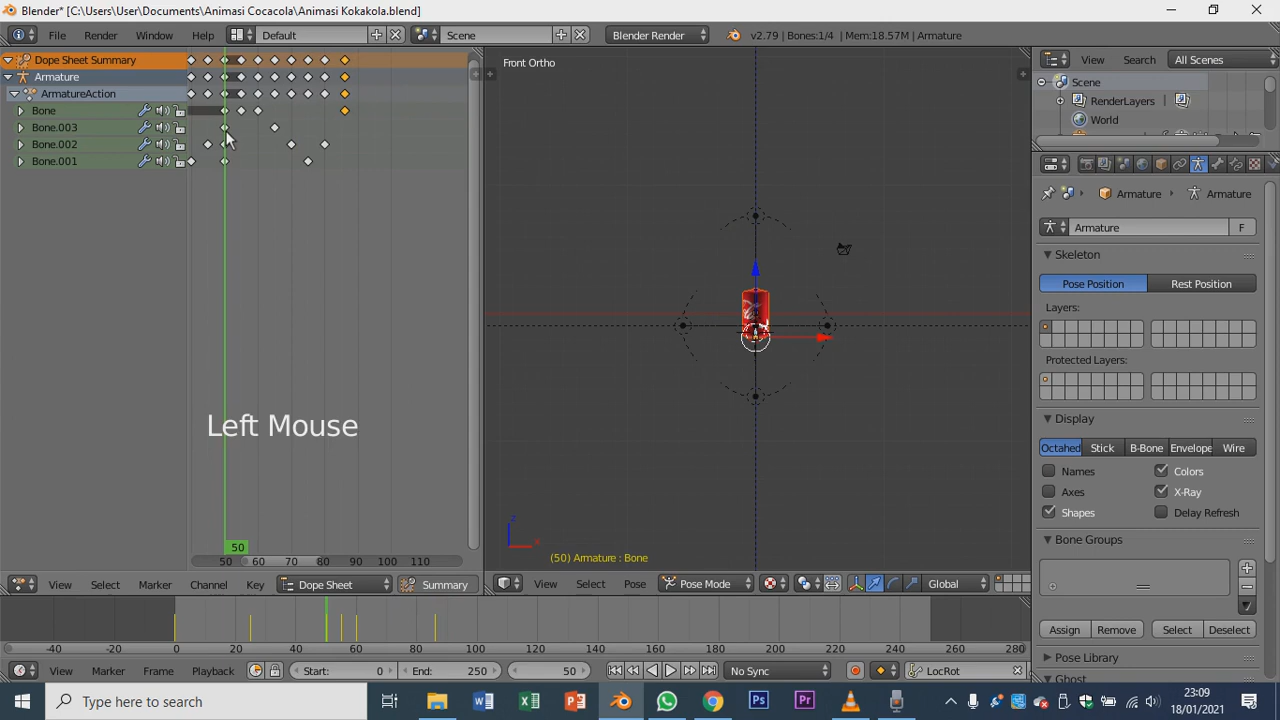 Blender* [C:\Users\User\Documents\Animasi Cocacola\Animasi Kokakola.blend]
File Render Window Help Default Scene Blender Render v2.79 | Bones:1/4 | Mem:18.57M | Armature
Dope Sheet Summary
Armature
ArmatureAction
Bone
Bone.003
Bone.002
Bone.001
Left Mouse
50
50 60 70 80 90 100 110
View Select Marker Channel Key Dope Sheet Summary
Front Ortho
z
x
(50) Armature : Bone
View Select Pose Pose Mode Global
View Search All Scenes
Scene
RenderLayers
World
Armature Armature
Armature F
Skeleton
Pose Position Rest Position
Layers:
Protected Layers:
Display
Octahed Stick B-Bone Envelope Wire
Names Colors
Axes X-Ray
Shapes Delay Refresh
Bone Groups
Assign Remove Select Deselect
Pose Library
Ghost
-40 -20 0 20 40 60 80 100 120 140 160 180 200 220 240 260 280
View Marker Frame Playback Start: 0 End: 250 50 No Sync LocRot
Type here to search
23:09
18/01/2021